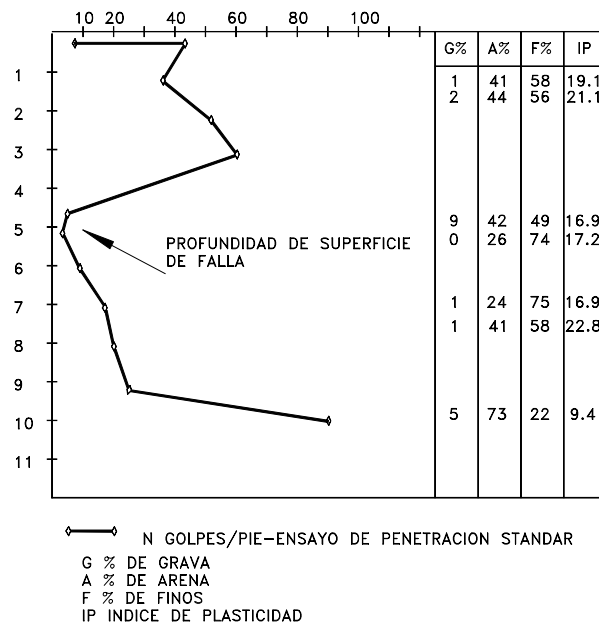 10 20 40 60 80 100
G% A% F% IP
1 1 41 58 19.1
2 44 56 21.1
2
3
4
9 42 49 16.9
5 0 26 74 17.2
PROFUNDIDAD DE SUPERFICIE
DE FALLA
6
7 1 24 75 16.9
1 41 58 22.8
8
9
10 5 73 22 9.4
11
N GOLPES/PIE-ENSAYO DE PENETRACION STANDAR
G % DE GRAVA
A % DE ARENA
F % DE FINOS
IP INDICE DE PLASTICIDAD